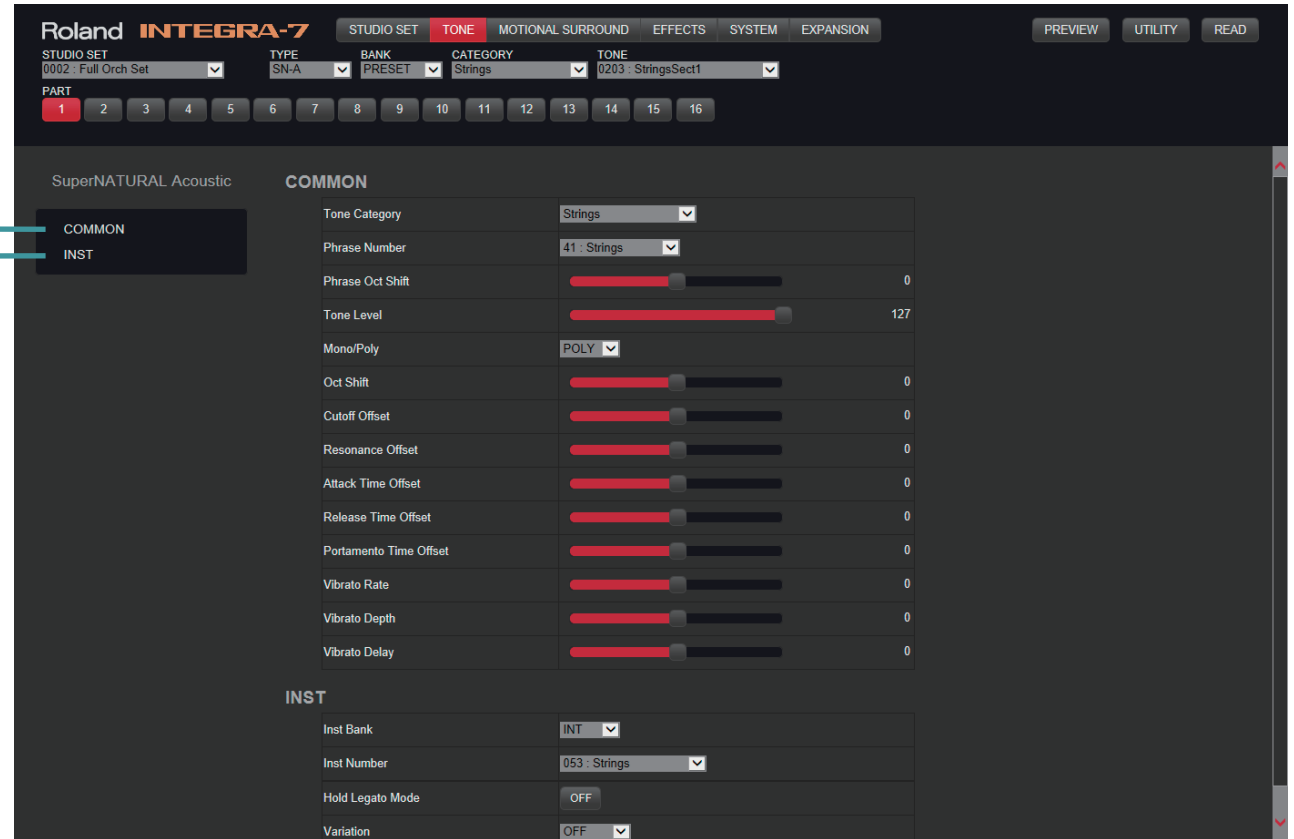 Roland INTEGRA-7 STUDIO SET TONE MOTIONAL SURROUND EFFECTS SYSTEM EXPANSION PREVIEW UTILITY READ
STUDIO SET TYPE BANK CATEGORY TONE
0002 : Full Orch Set SN-A PRESET Strings 0203 : StringsSect1
PART
1 2 3 4 5 6 7 8 9 10 11 12 13 14 15 16
SuperNATURAL Acoustic
COMMON
INST
COMMON
Tone Category Strings
Phrase Number 41 : Strings
Phrase Oct Shift 0
Tone Level 127
Mono/Poly POLY
Oct Shift 0
Cutoff Offset 0
Resonance Offset 0
Attack Time Offset 0
Release Time Offset 0
Portamento Time Offset 0
Vibrato Rate 0
Vibrato Depth 0
Vibrato Delay 0
INST
Inst Bank INT
Inst Number 053 : Strings
Hold Legato Mode OFF
Variation OFF